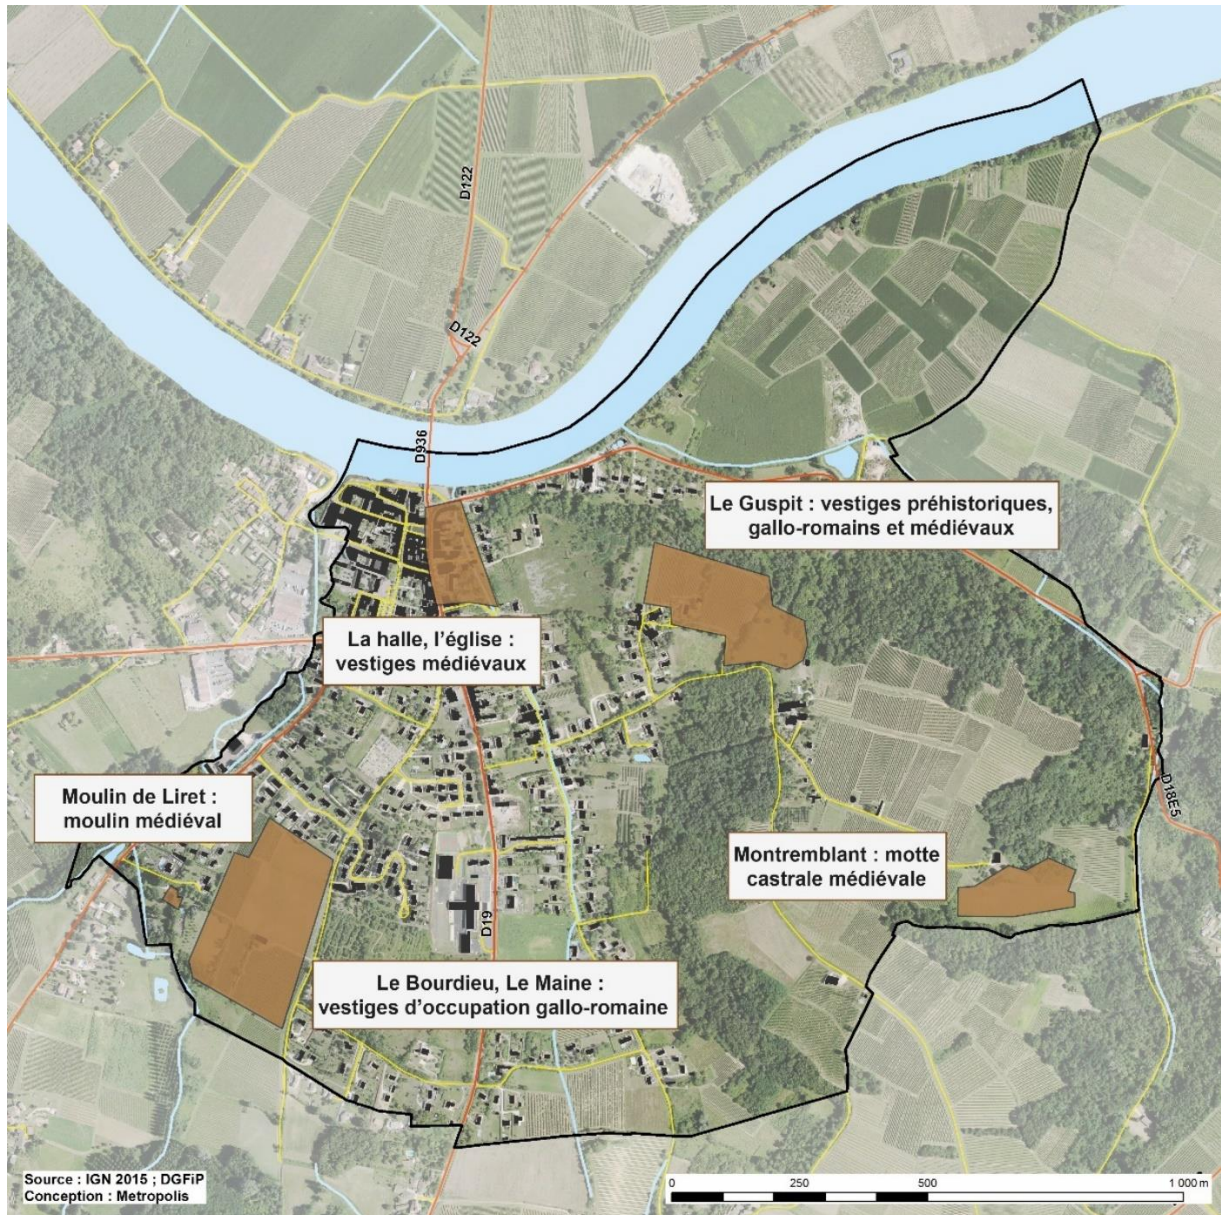 D122
D122
D936
Le Guspit : vestiges préhistoriques,
gallo-romains et médiévaux
La halle, l'église :
vestiges médiévaux
Moulin de Liret :
moulin médiéval
D18E5
Montremblant : motte
castrale médiévale
D19
Le Bourdieu, Le Maine :
vestiges d'occupation gallo-romaine
Source : IGN 2015 ; DGFiP
Conception : Metropolis
0 250 500 1 000 m